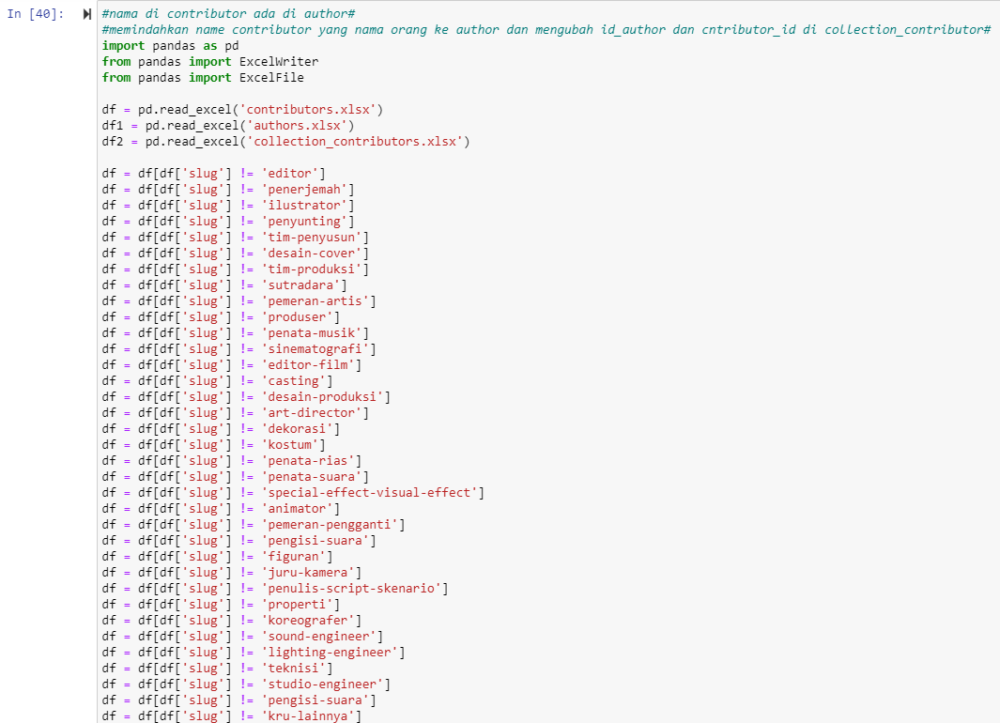 In [40]:
#nama di contributor ada di author#
#memindahkan name contributor yang nama orang ke author dan mengubah id_author dan cntributor_id di collection_contributor#
import pandas as pd
from pandas import ExcelWriter
from pandas import ExcelFile
df = pd.read_excel('contributors.xlsx')
df1 = pd.read_excel('authors.xlsx')
df2 = pd.read_excel('collection_contributors.xlsx')
df = df[df['slug'] != 'editor']
df = df[df['slug'] != 'penerjemah']
df = df[df['slug'] != 'ilustrator']
df = df[df['slug'] != 'penyunting']
df = df[df['slug'] != 'tim-penyusun']
df = df[df['slug'] != 'desain-cover']
df = df[df['slug'] != 'tim-produksi']
df = df[df['slug'] != 'sutradara']
df = df[df['slug'] != 'pemeran-artis']
df = df[df['slug'] != 'produser']
df = df[df['slug'] != 'penata-musik']
df = df[df['slug'] != 'sinematografi']
df = df[df['slug'] != 'editor-film']
df = df[df['slug'] != 'casting']
df = df[df['slug'] != 'desain-produksi']
df = df[df['slug'] != 'art-director']
df = df[df['slug'] != 'dekorasi']
df = df[df['slug'] != 'kostum']
df = df[df['slug'] != 'penata-rias']
df = df[df['slug'] != 'penata-suara']
df = df[df['slug'] != 'special-effect-visual-effect']
df = df[df['slug'] != 'animator']
df = df[df['slug'] != 'pemeran-pengganti']
df = df[df['slug'] != 'pengisi-suara']
df = df[df['slug'] != 'figuran']
df = df[df['slug'] != 'juru-kamera']
df = df[df['slug'] != 'penulis-script-skenario']
df = df[df['slug'] != 'properti']
df = df[df['slug'] != 'koreografer']
df = df[df['slug'] != 'sound-engineer']
df = df[df['slug'] != 'lighting-engineer']
df = df[df['slug'] != 'teknisi']
df = df[df['slug'] != 'studio-engineer']
df = df[df['slug'] != 'pengisi-suara']
df = df[df['slug'] != 'kru-lainnya']